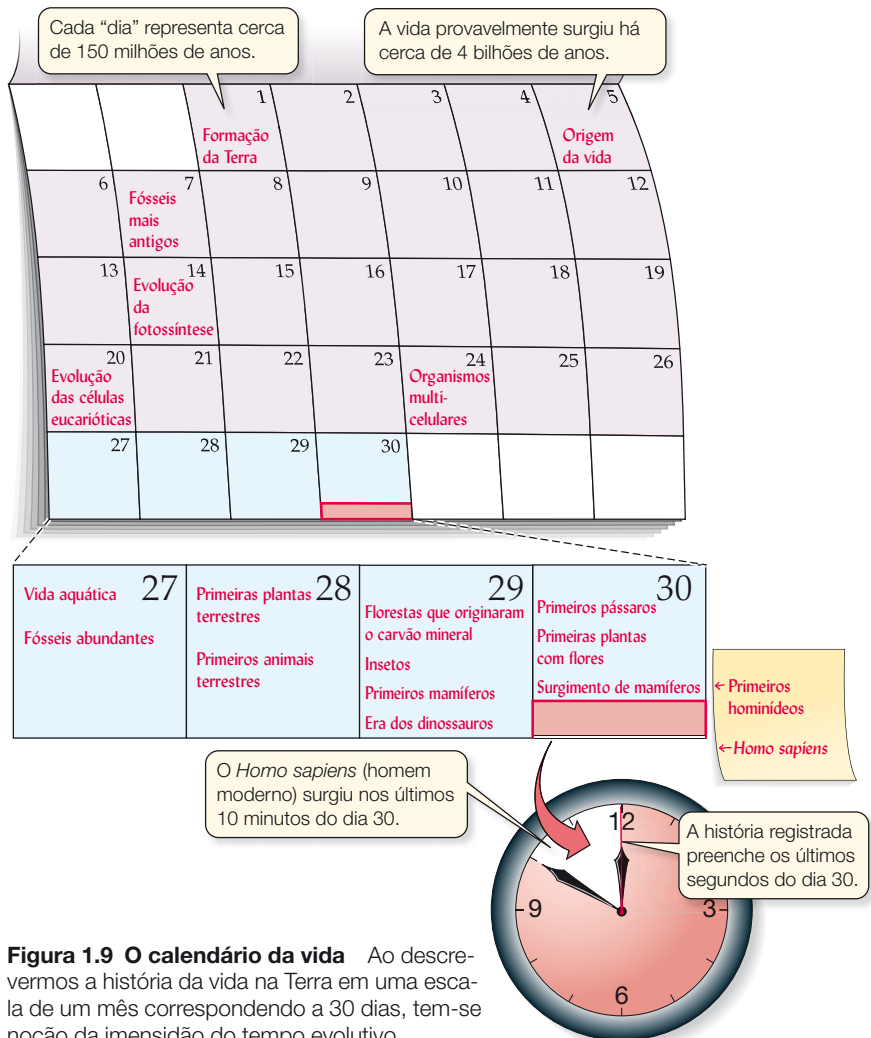 Cada “dia” representa cerca
de 150 milhões de anos.
A vida provavelmente surgiu há
cerca de 4 bilhões de anos.
1
2
3
4
5
Formação
da Terra
Origem
da vida
6
7
8
9
10
11
12
Fósseis
mais
antigos
13
14
15
16
17
18
19
Evolução
da
fotossíntese
20
21
22
23
24
25
26
Evolução
das células
eucarióticas
Organismos
multi-
celulares
27
28
29
30
27
Vida aquática
Fósseis abundantes
28
Primeiras plantas
terrestres
Primeiros animais
terrestres
29
Florestas que originaram
o carvão mineral
Insetos
Primeiros mamíferos
Era dos dinossauros
30
Primeiros pássaros
Primeiras plantas
com flores
Surgimento de mamíferos
Primeiros
hominídeos
Homo sapiens
O Homo sapiens (homem
moderno) surgiu nos últimos
10 minutos do dia 30.
12
3
6
9
A história registrada
preenche os últimos
segundos do dia 30.
Figura 1.9 O calendário da vida Ao descre-
vermos a história da vida na Terra em uma esca-
la de um mês correspondendo a 30 dias, tem-se
noção da imensidão do tempo evolutivo